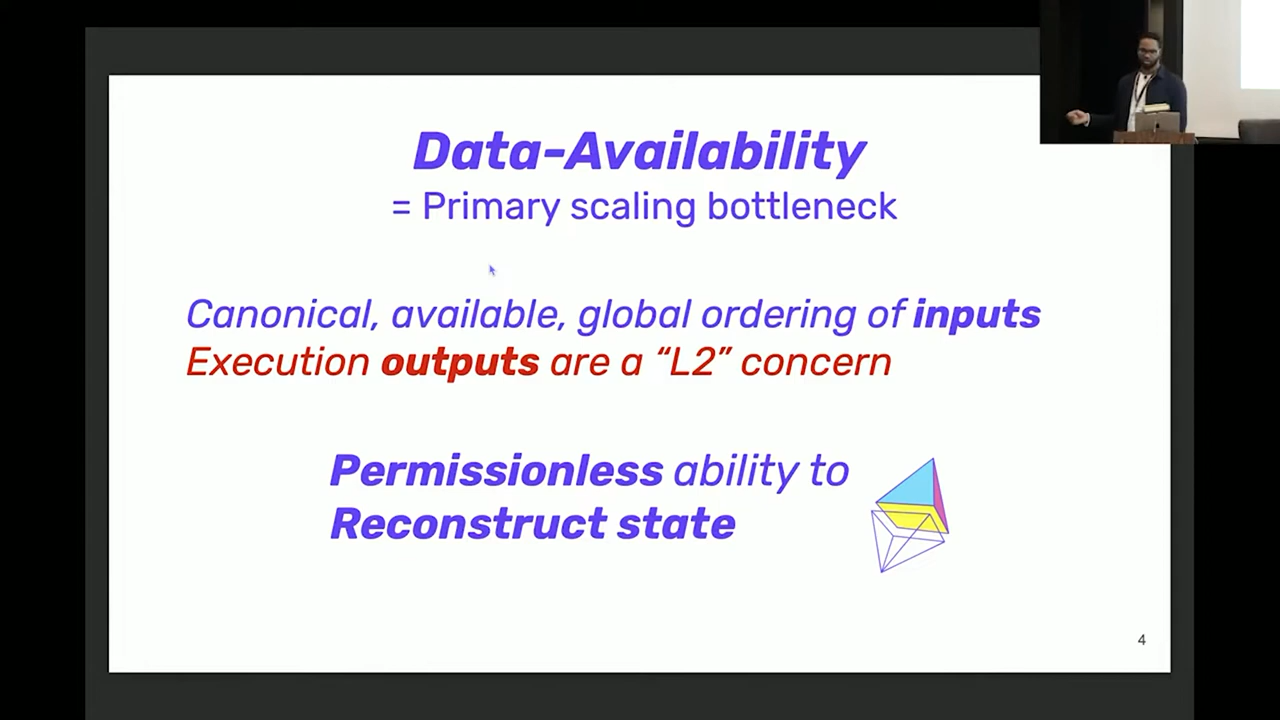 Data-Availability
= Primary scaling bottleneck
Canonical, available, global ordering of inputs
Execution outputs are a “L2” concern
Permissionless ability to
Reconstruct state
4